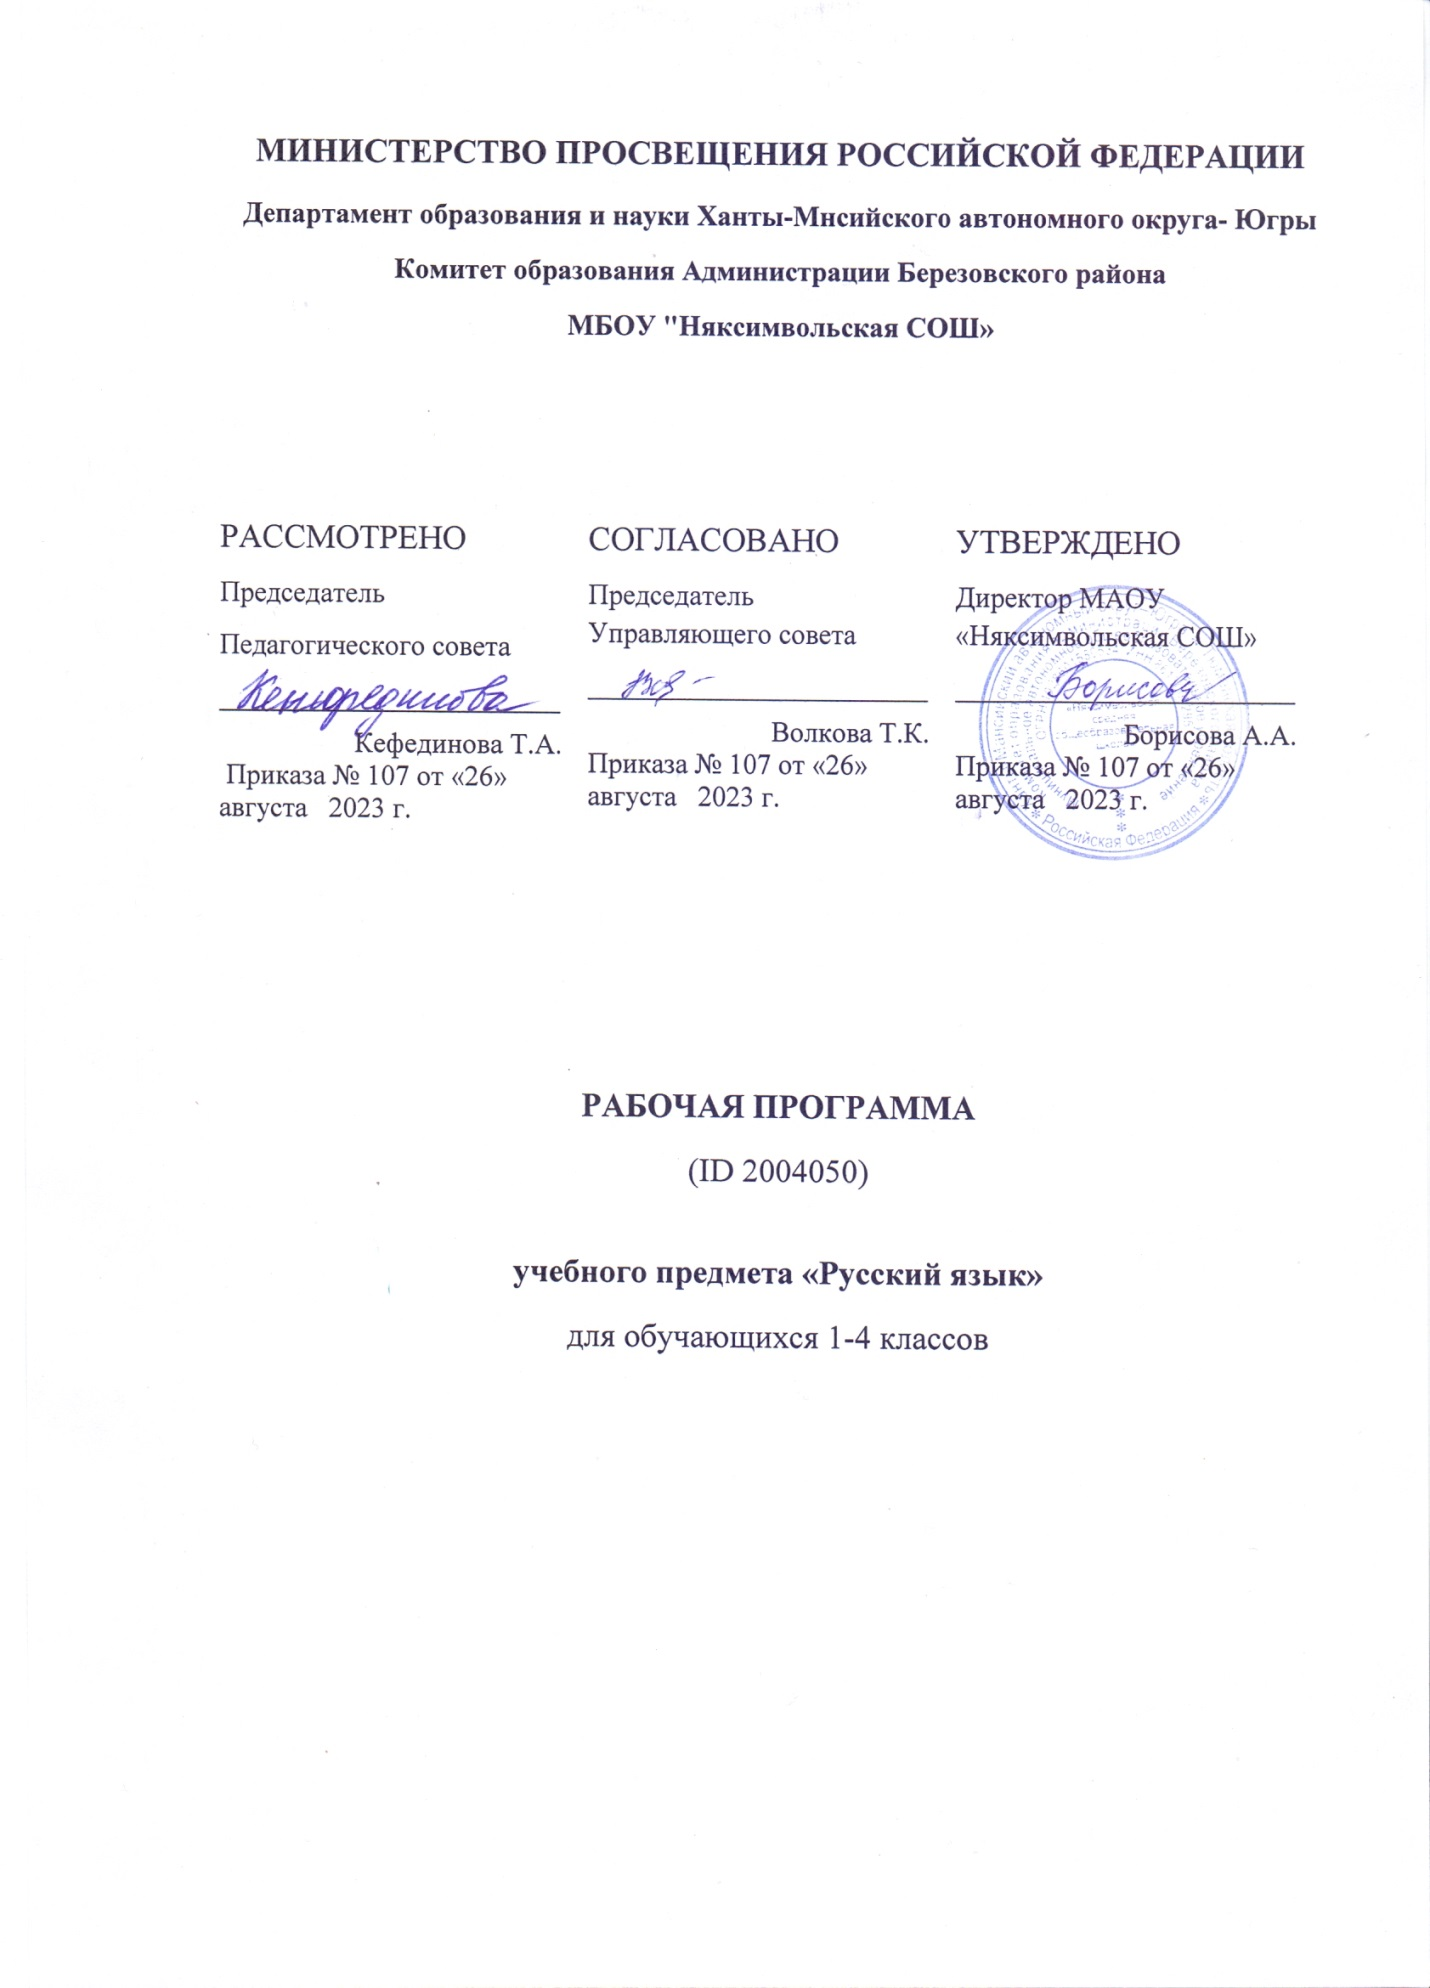 МИНИСТЕРСТВО ПРОСВЕЩЕНИЯ РОССИЙСКОЙ ФЕДЕРАЦИИ
Департамент образования и науки Ханты-Мнсийского автономного округа- Югры
Комитет образования Администрации Березовского района
МБОУ "Няксимвольская СОШ»
РАССМОТРЕНО
Председатель
Педагогического совета
Кефединова Т.А.
Приказа № 107 от «26»
августа 2023 г.
СОГЛАСОВАНО
Председатель
Управляющего совета
Волкова Т.К.
Приказа № 107 от «26»
августа 2023 г.
УТВЕРЖДЕНО
Директор МАОУ
«Няксимвольская СОШ»
Борисова
Борисова А.А.
Приказа № 107 от «26»
августа 2023 г.
Российская Федерация
РАБОЧАЯ ПРОГРАММА
(ID 2004050)
учебного предмета «Русский язык»
для обучающихся 1-4 классов